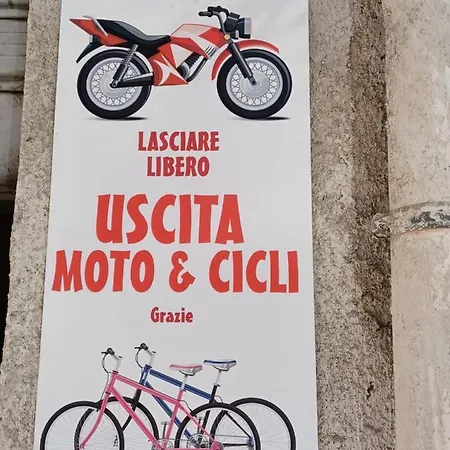 LASCIARE
LIBERO
USCITA
MOTO & CICLI
Grazie